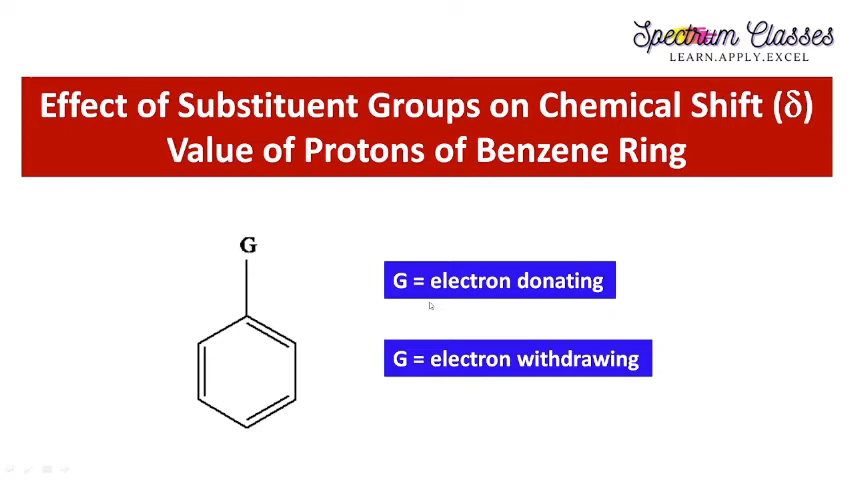 Spectrum Classes
LEARN.APPLY.EXCEL
Effect of Substituent Groups on Chemical Shift (δ)
Value of Protons of Benzene Ring
G
G = electron donating
G = electron withdrawing